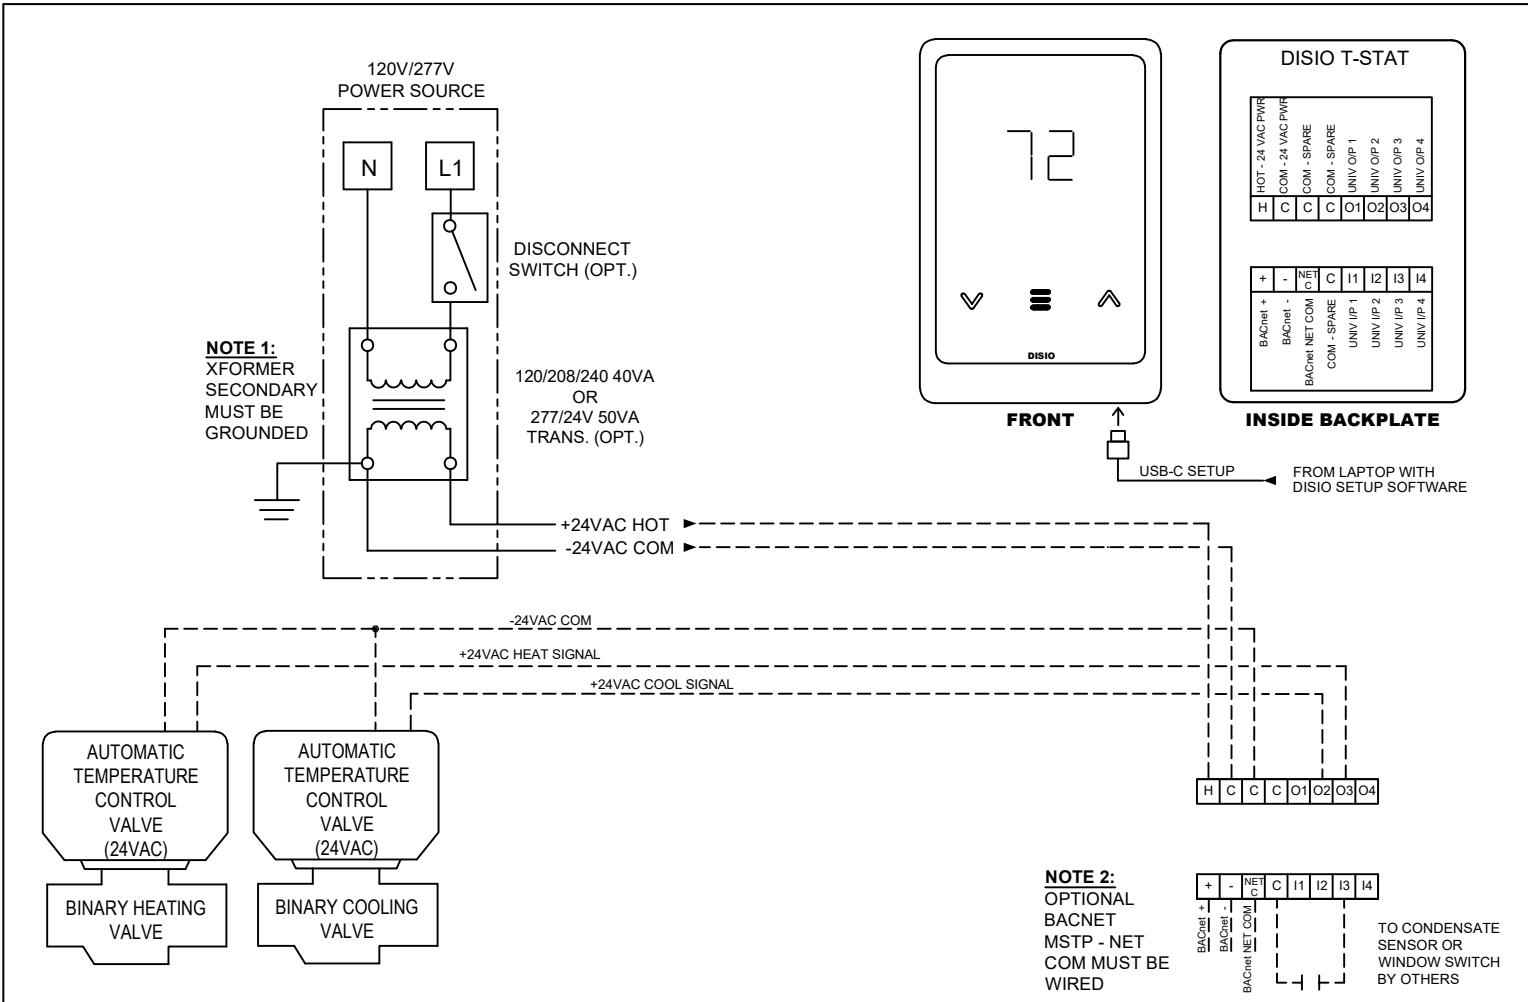 120V/277V
POWER SOURCE
N
L1
DISCONNECT
SWITCH (OPT.)
NOTE 1:
XFORMER
SECONDARY
MUST BE
GROUNDED
120/208/240 40VA
OR
277/24V 50VA
TRANS. (OPT.)
+24VAC HOT
-24VAC COM
72
DISIO
FRONT
USB-C SETUP
FROM LAPTOP WITH
DISIO SETUP SOFTWARE
DISIO T-STAT
HOT - 24 VAC PWR
COM - 24 VAC PWR
COM - SPARE
COM - SPARE
UNIV O/P 1
UNIV O/P 2
UNIV O/P 3
UNIV O/P 4
H C C C O1 O2 O3 O4
+ - NET C C I1 I2 I3 I4
BACnet +
BACnet -
BACnet NET COM
COM - SPARE
UNIV I/P 1
UNIV I/P 2
UNIV I/P 3
UNIV I/P 4
INSIDE BACKPLATE
-24VAC COM
+24VAC HEAT SIGNAL
+24VAC COOL SIGNAL
AUTOMATIC
TEMPERATURE
CONTROL
VALVE
(24VAC)
BINARY HEATING
VALVE
AUTOMATIC
TEMPERATURE
CONTROL
VALVE
(24VAC)
BINARY COOLING
VALVE
H C C C O1 O2 O3 O4
NOTE 2:
OPTIONAL
BACNET
MSTP - NET
COM MUST BE
WIRED
+ - NET C C I1 I2 I3 I4
BACnet +
BACnet -
BACnet NET COM
TO CONDENSATE
SENSOR OR
WINDOW SWITCH
BY OTHERS